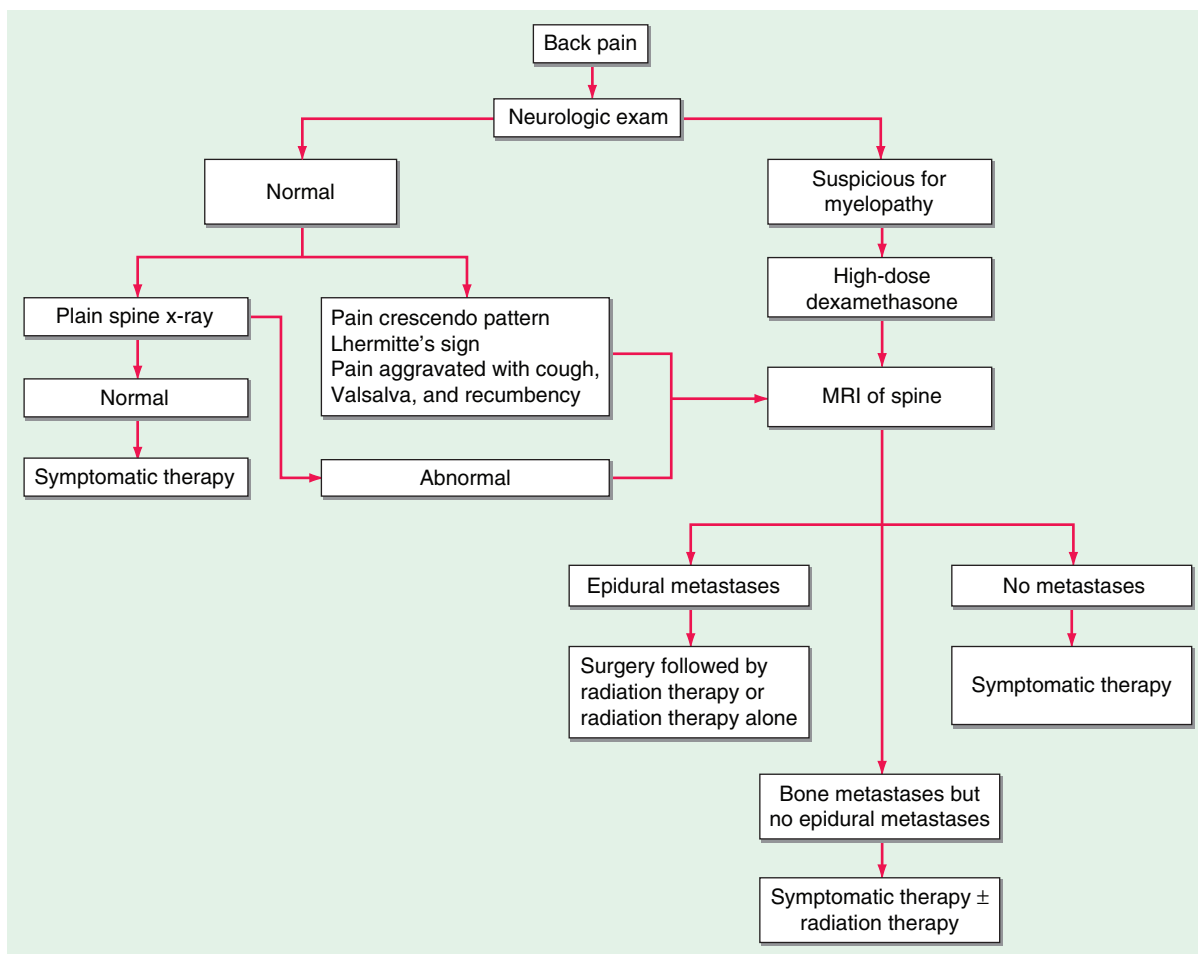 Back pain
Neurologic exam
Normal
Suspicious for
myelopathy
High-dose
dexamethasone
Plain spine x-ray
Pain crescendo pattern
Lhermitte's sign
Pain aggravated with cough,
Valsalva, and recumbency
MRI of spine
Normal
Symptomatic therapy
Abnormal
Epidural metastases
No metastases
Surgery followed by
radiation therapy or
radiation therapy alone
Symptomatic therapy
Bone metastases but
no epidural metastases
Symptomatic therapy ±
radiation therapy